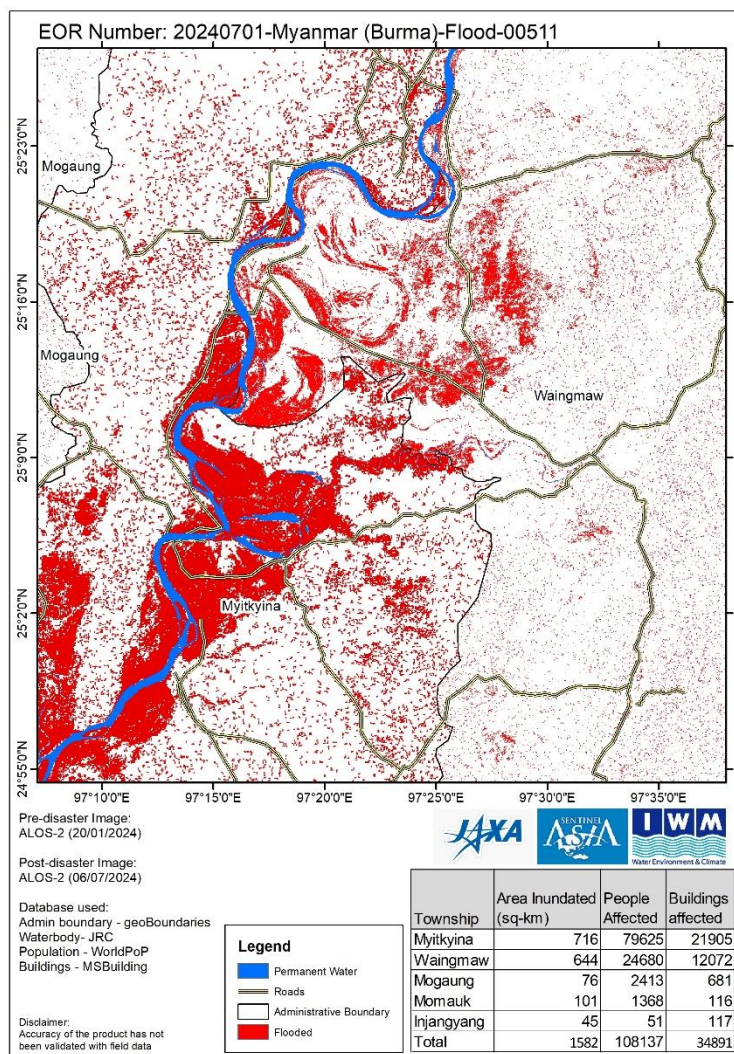 EOR Number: 20240701-Myanmar (Burma)-Flood-00511
25°23'0"N
25°16'0"N
25°9'0"N
25°2'0"N
24°55'0"N
Mogaung
Mogaung
Waingmaw
Myitkyina
97°10'0"E 97°15'0"E 97°20'0"E 97°25'0"E 97°30'0"E 97°35'0"E
Pre-disaster Image:
ALOS-2 (20/01/2024)
Post-disaster Image:
ALOS-2 (06/07/2024)
Database used:
Admin boundary - geoBoundaries
Waterbody- JRC
Population - WorldPoP
Buildings - MSBuilding
Disclaimer:
Accuracy of the product has not
been validated with field data
Legend
Permanent Water
Roads
Administrative Boundary
Flooded
JAXA
SENTINEL
ASIA
IWM
Water Environment & Climate
Township Area Inundated (sq-km) People Affected Buildings affected
Myitkyina 716 79625 21905
Waingmaw 644 24680 12072
Mogaung 76 2413 681
Momauk 101 1368 116
Injangyang 45 51 117
Total 1582 108137 34891